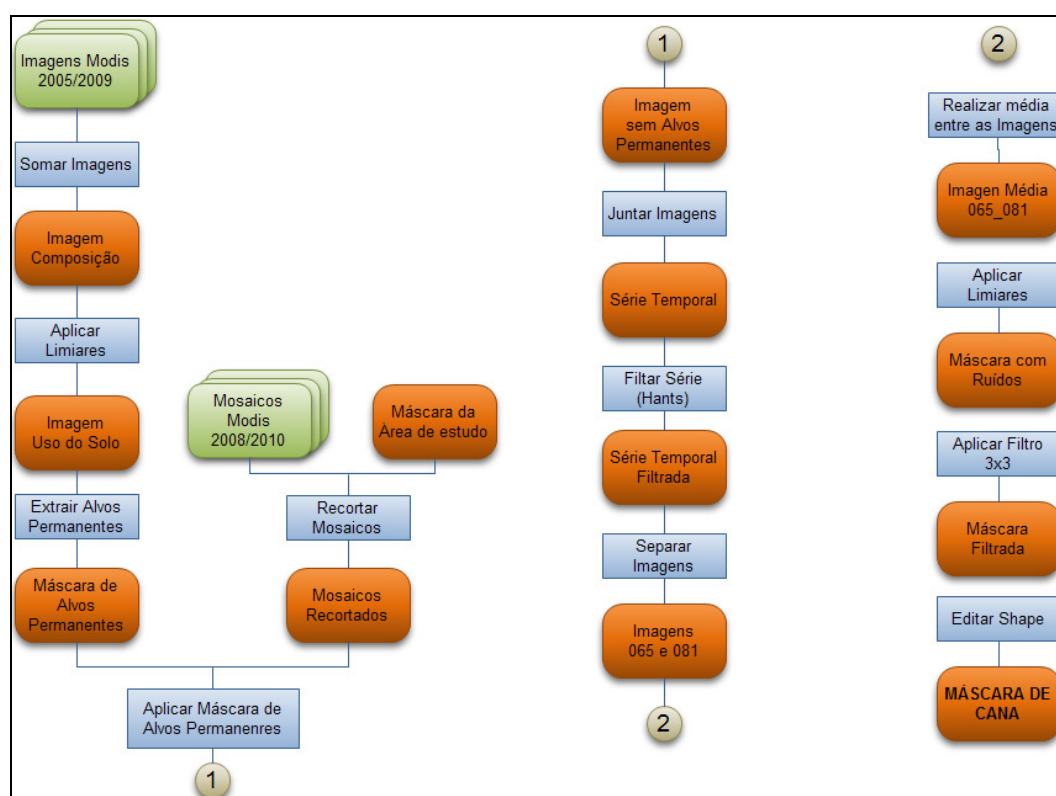 Imagens Modis
2005/2009
Somar Imagens
Imagem
Composição
Aplicar
Limiares
Imagem
Uso do Solo
Extrair Alvos
Permanentes
Máscara de
Alvos
Permanentes
Mosaicos
Modis
2008/2010
Máscara da
Àrea de estudo
Recortar
Mosaicos
Mosaicos
Recortados
Aplicar Máscara de
Alvos Permanenres
1
1
Imagem
sem Alvos
Permanentes
Juntar Imagens
Série Temporal
Filtar Série
(Hants)
Série Temporal
Filtrada
Separar
Imagens
Imagens
065 e 081
2
2
Realizar média
entre as Imagens
Imagen Média
065_081
Aplicar
Limiares
Máscara com
Ruídos
Aplicar Filtro
3x3
Máscara
Filtrada
Editar Shape
MÁSCARA DE
CANA